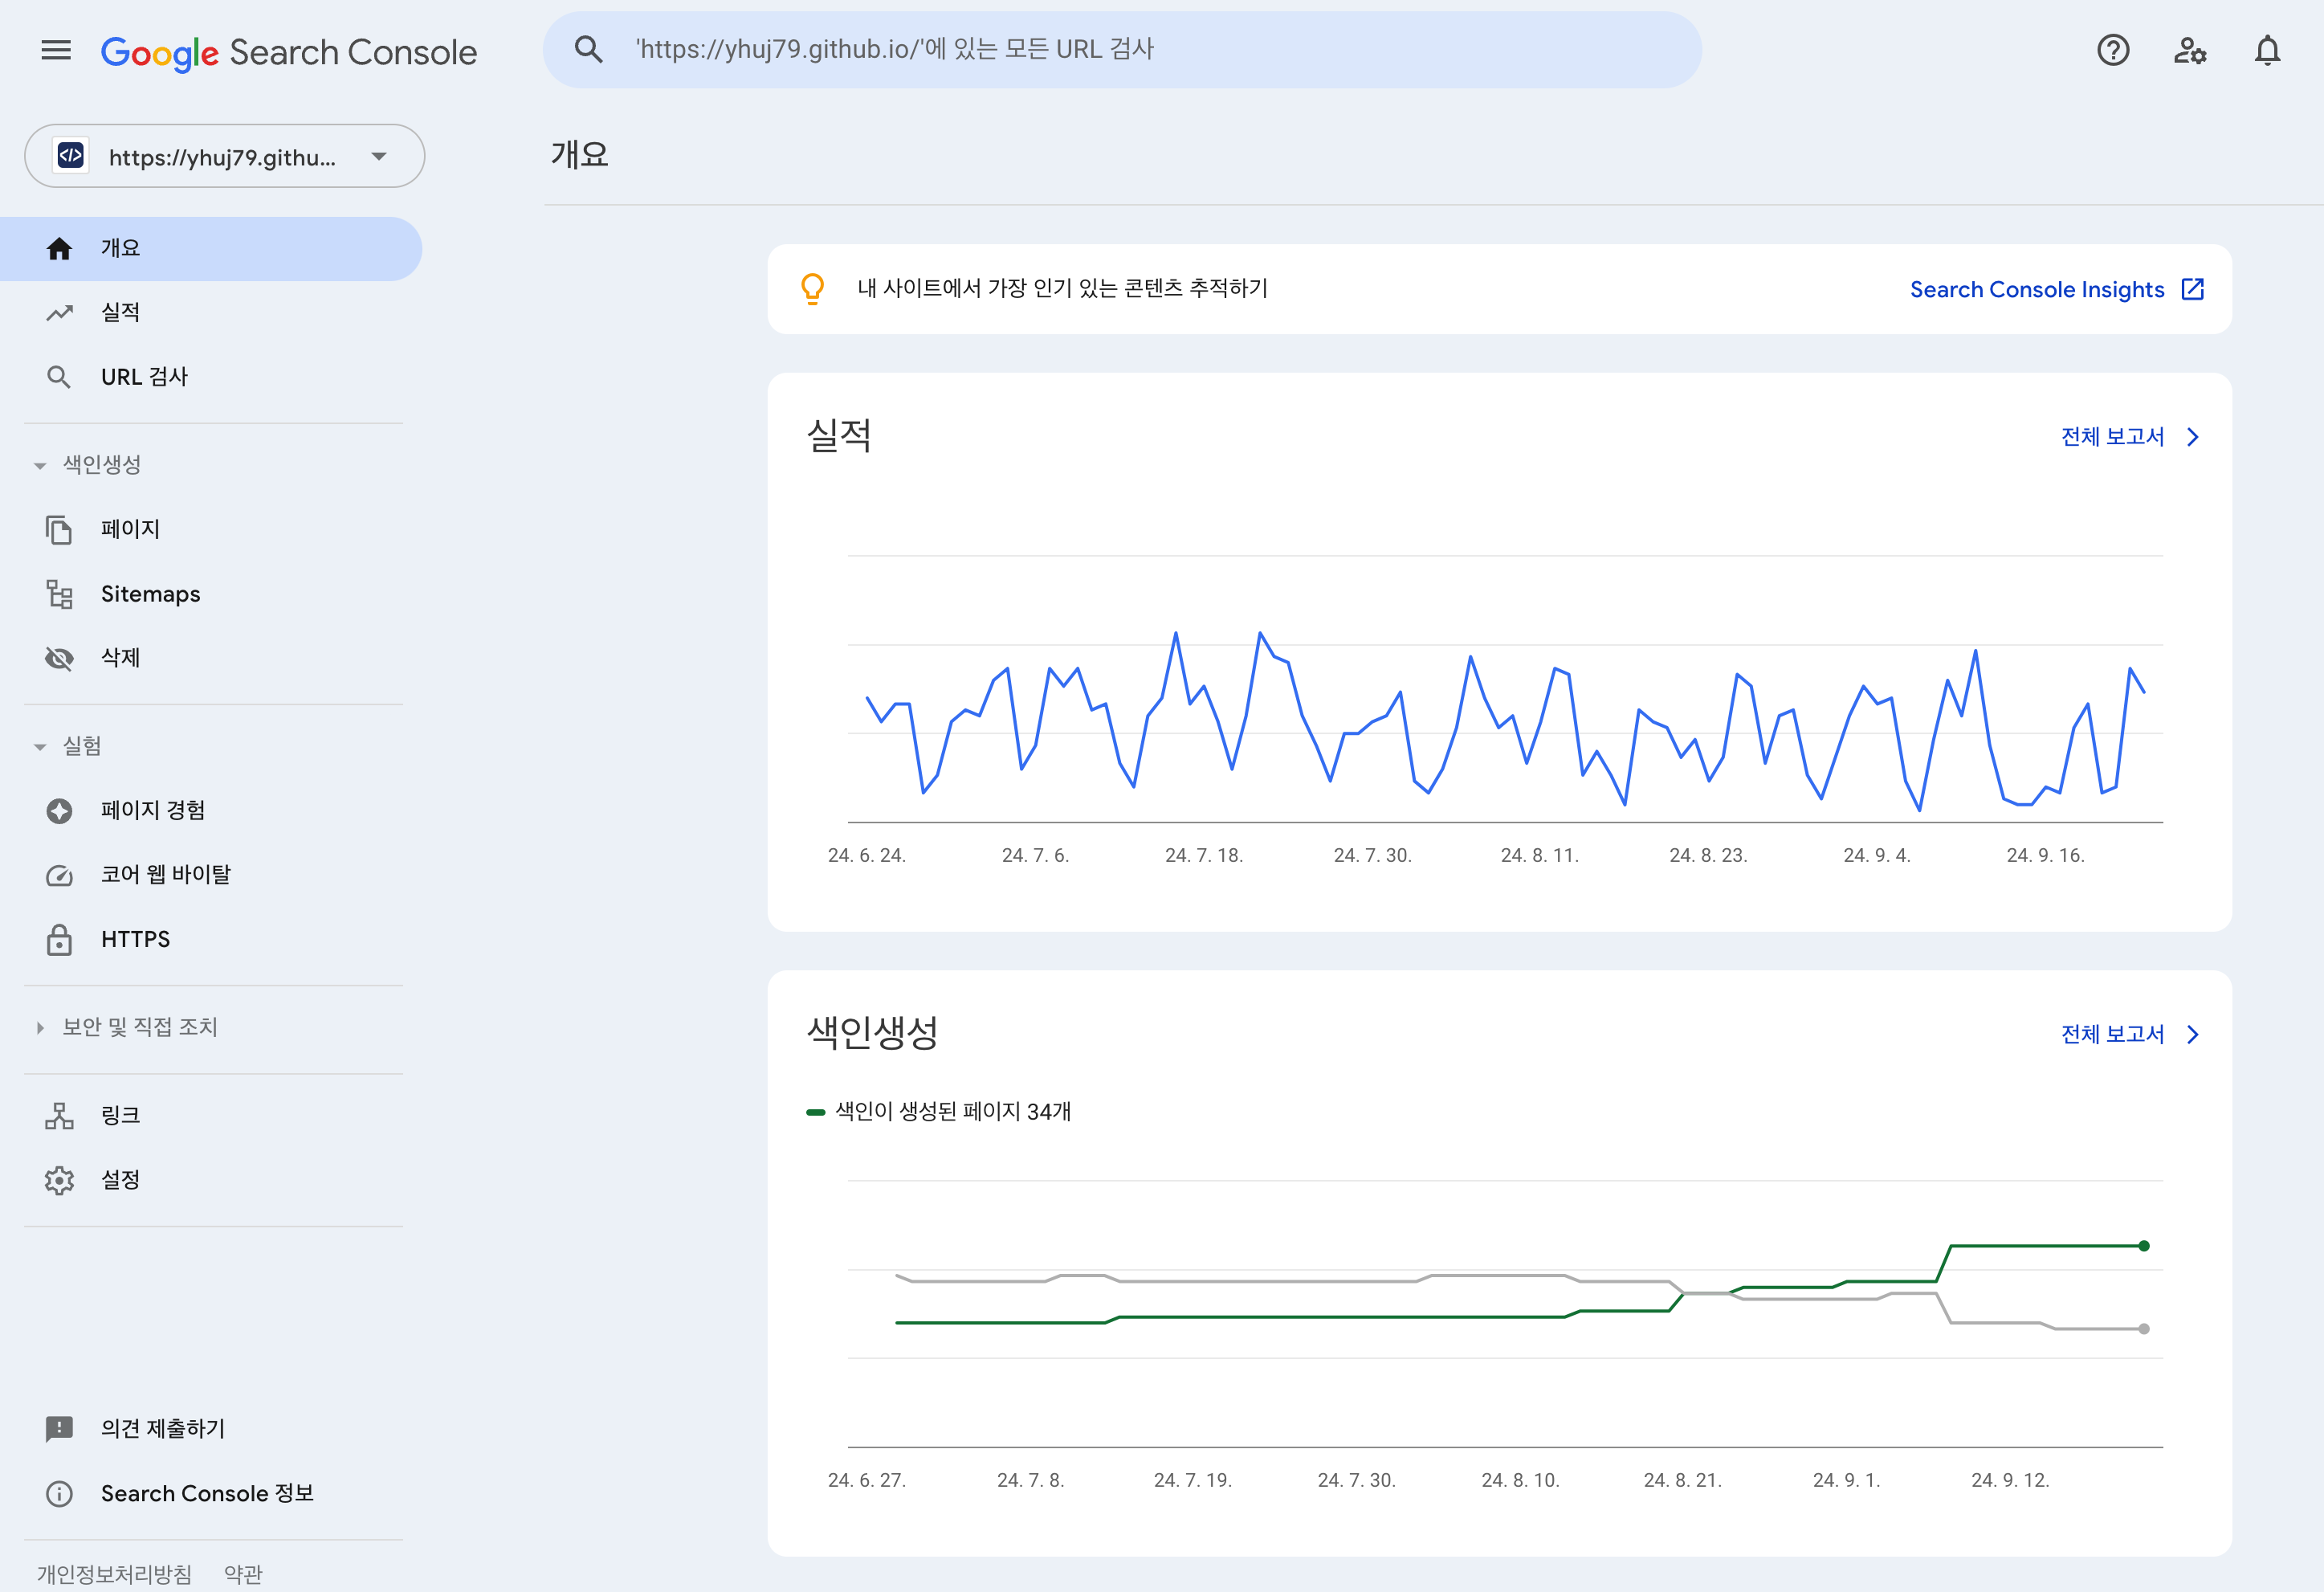 Google Search Console
'https://yhuj79.github.io/'에 있는 모든 URL 검사
https://yhuj79.githu...
개요
실적
URL 검사
색인생성
페이지
Sitemaps
삭제
실험
페이지 경험
코어 웹 바이탈
HTTPS
보안 및 직접 조치
링크
설정
의견 제출하기
Search Console 정보
개인정보처리방침 약관
개요
내 사이트에서 가장 인기 있는 콘텐츠 추적하기 Search Console Insights
실적 전체 보고서
24. 6. 24. 24. 7. 6. 24. 7. 18. 24. 7. 30. 24. 8. 11. 24. 8. 23. 24. 9. 4. 24. 9. 16.
색인생성 전체 보고서
색인이 생성된 페이지 34개
24. 6. 27. 24. 7. 8. 24. 7. 19. 24. 7. 30. 24. 8. 10. 24. 8. 21. 24. 9. 1. 24. 9. 12.